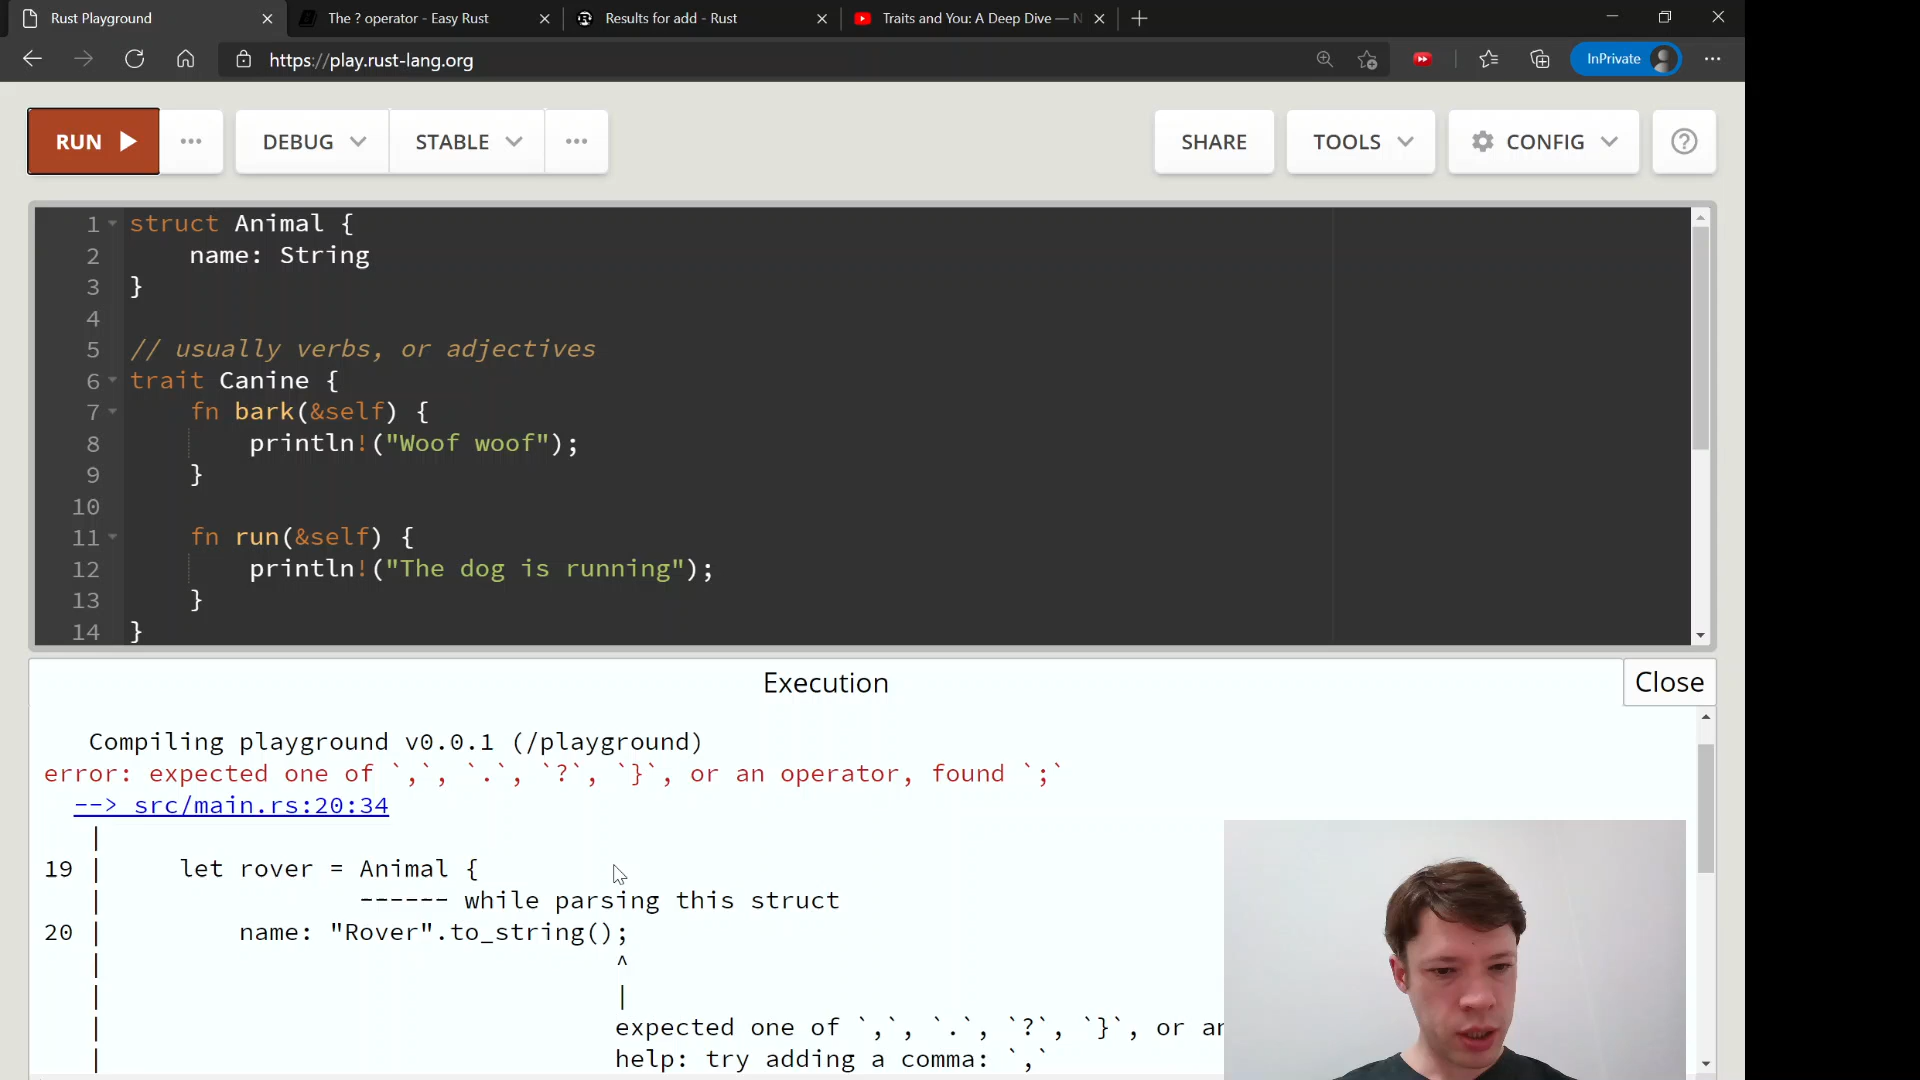 Rust Playground
The ? operator - Easy Rust
Results for add - Rust
Traits and You: A Deep Dive — N
https://play.rust-lang.org
InPrivate
RUN
DEBUG
STABLE
SHARE
TOOLS
CONFIG
1 struct Animal {
2 name: String
3 }
4
5 // usually verbs, or adjectives
6 trait Canine {
7 fn bark(&self) {
8 println!("Woof woof");
9 }
10
11 fn run(&self) {
12 println!("The dog is running");
13 }
14 }
Execution
Close
Compiling playground v0.0.1 (/playground)
error: expected one of `,`, `.`, `?`, `}`, or an operator, found `;`
--> src/main.rs:20:34
|
19 | let rover = Animal {
| ------ while parsing this struct
20 | name: "Rover".to_string();
| ^
| |
| expected one of `,`, `.`, `?`, `}`, or
| help: try adding a comma: `,`